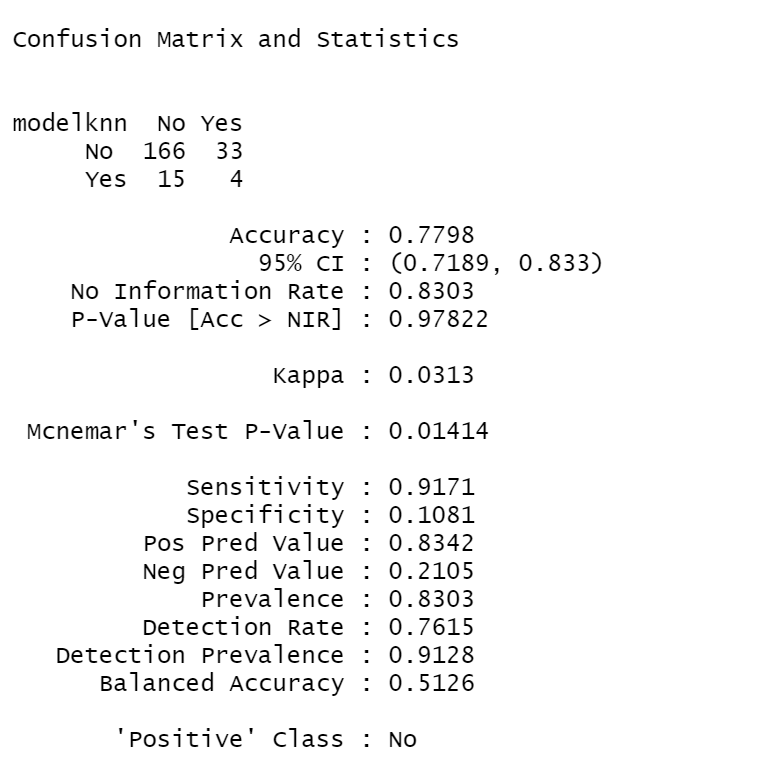 Confusion Matrix and Statistics
modelknn No Yes
No 166 33
Yes 15 4
Accuracy : 0.7798
95% CI : (0.7189, 0.833)
No Information Rate : 0.8303
P-Value [Acc > NIR] : 0.97822
Kappa : 0.0313
Mcnemar's Test P-Value : 0.01414
Sensitivity : 0.9171
Specificity : 0.1081
Pos Pred Value : 0.8342
Neg Pred Value : 0.2105
Prevalence : 0.8303
Detection Rate : 0.7615
Detection Prevalence : 0.9128
Balanced Accuracy : 0.5126
'Positive' Class : No